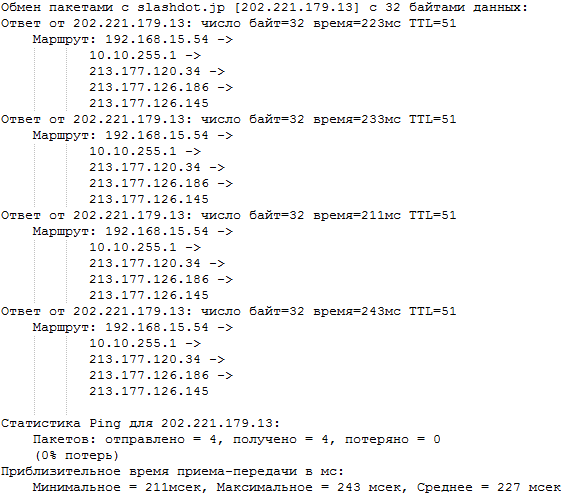 Обмен пакетами с slashdot.jp [202.221.179.13] с 32 байтами данных:
Ответ от 202.221.179.13: число байт=32 время=223мс TTL=51
Маршрут: 192.168.15.54 ->
10.10.255.1 ->
213.177.120.34 ->
213.177.126.186 ->
213.177.126.145
Ответ от 202.221.179.13: число байт=32 время=233мс TTL=51
Маршрут: 192.168.15.54 ->
10.10.255.1 ->
213.177.120.34 ->
213.177.126.186 ->
213.177.126.145
Ответ от 202.221.179.13: число байт=32 время=211мс TTL=51
Маршрут: 192.168.15.54 ->
10.10.255.1 ->
213.177.120.34 ->
213.177.126.186 ->
213.177.126.145
Ответ от 202.221.179.13: число байт=32 время=243мс TTL=51
Маршрут: 192.168.15.54 ->
10.10.255.1 ->
213.177.120.34 ->
213.177.126.186 ->
213.177.126.145
Статистика Ping для 202.221.179.13:
Пакетов: отправлено = 4, получено = 4, потеряно = 0
(0% потерь)
Приблизительное время приема-передачи в мс:
Минимальное = 211мсек, Максимальное = 243 мсек, Среднее = 227 мсек